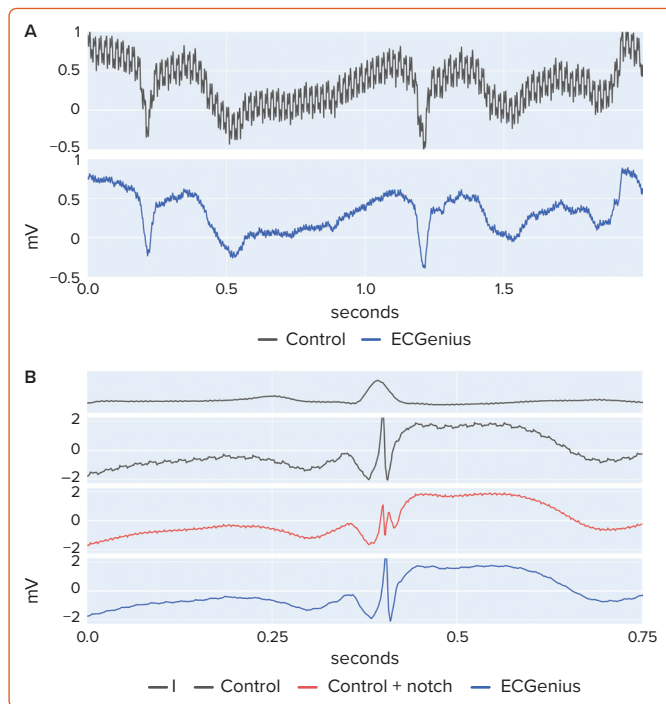 A
1
0.5
0
−0.5
1
0.5
0
−0.5
mV
0.0 0.5 1.0 1.5
seconds
Control ECGenius
B
2
0
−2
2
0
−2
2
0
−2
mV
0.0 0.25 0.5 0.75
seconds
I Control Control + notch ECGenius